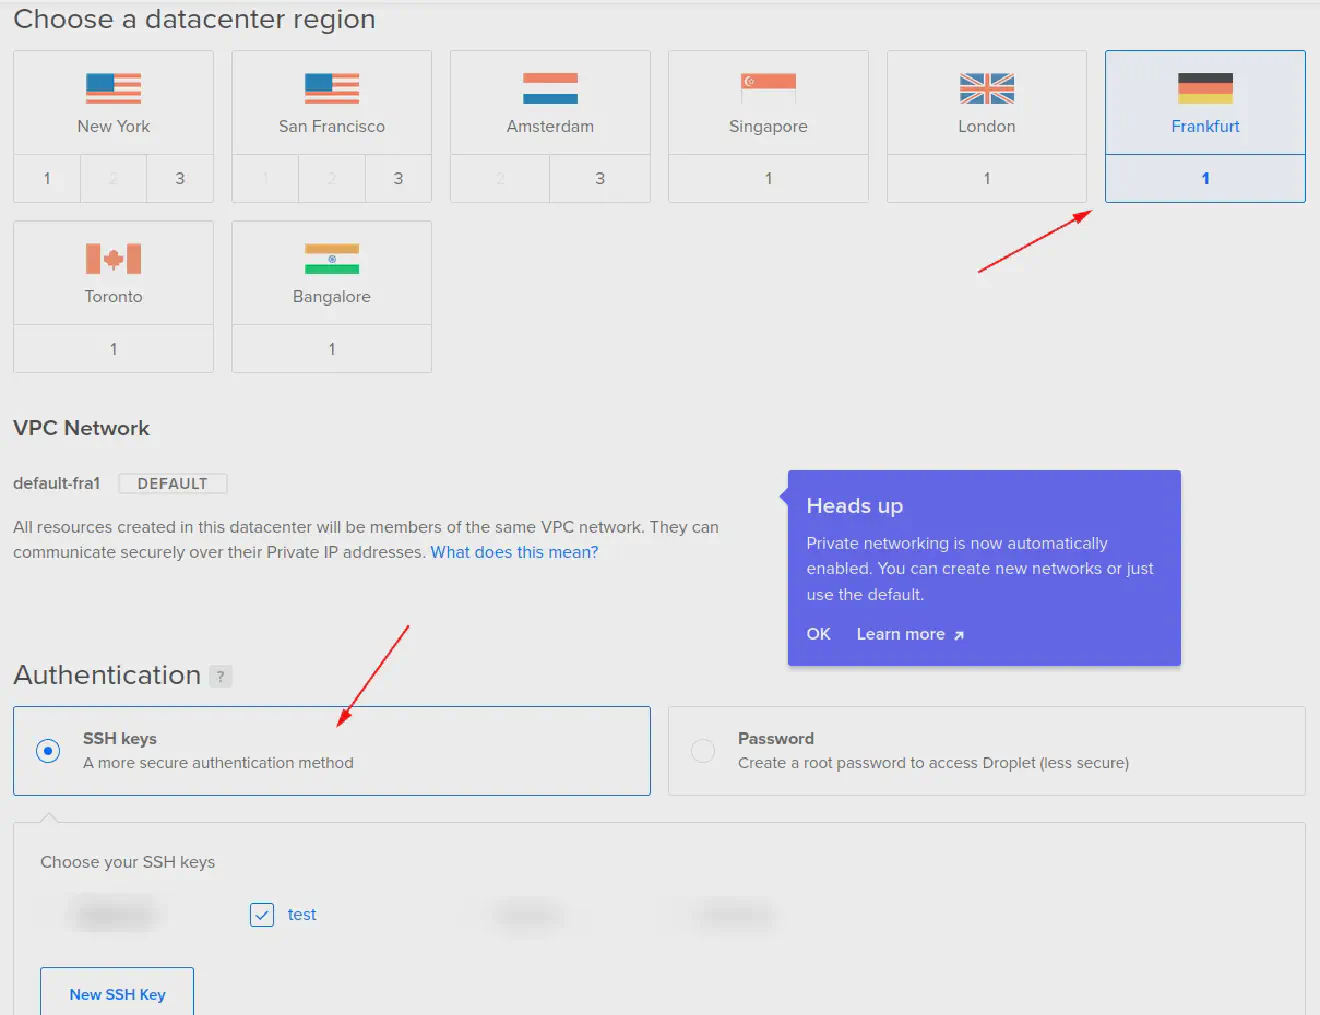 Choose a datacenter region
New York
San Francisco
Amsterdam
Singapore
London
Frankfurt
1 2 3
1 2 3
2 3
1
1
1
Toronto
Bangalore
1
1
VPC Network
default-fra1 DEFAULT
All resources created in this datacenter will be members of the same VPC network. They can
communicate securely over their Private IP addresses. What does this mean?
Heads up
Private networking is now automatically
enabled. You can create new networks or just
use the default.
OK Learn more
Authentication ?
SSH keys
A more secure authentication method
Password
Create a root password to access Droplet (less secure)
Choose your SSH keys
test
New SSH Key